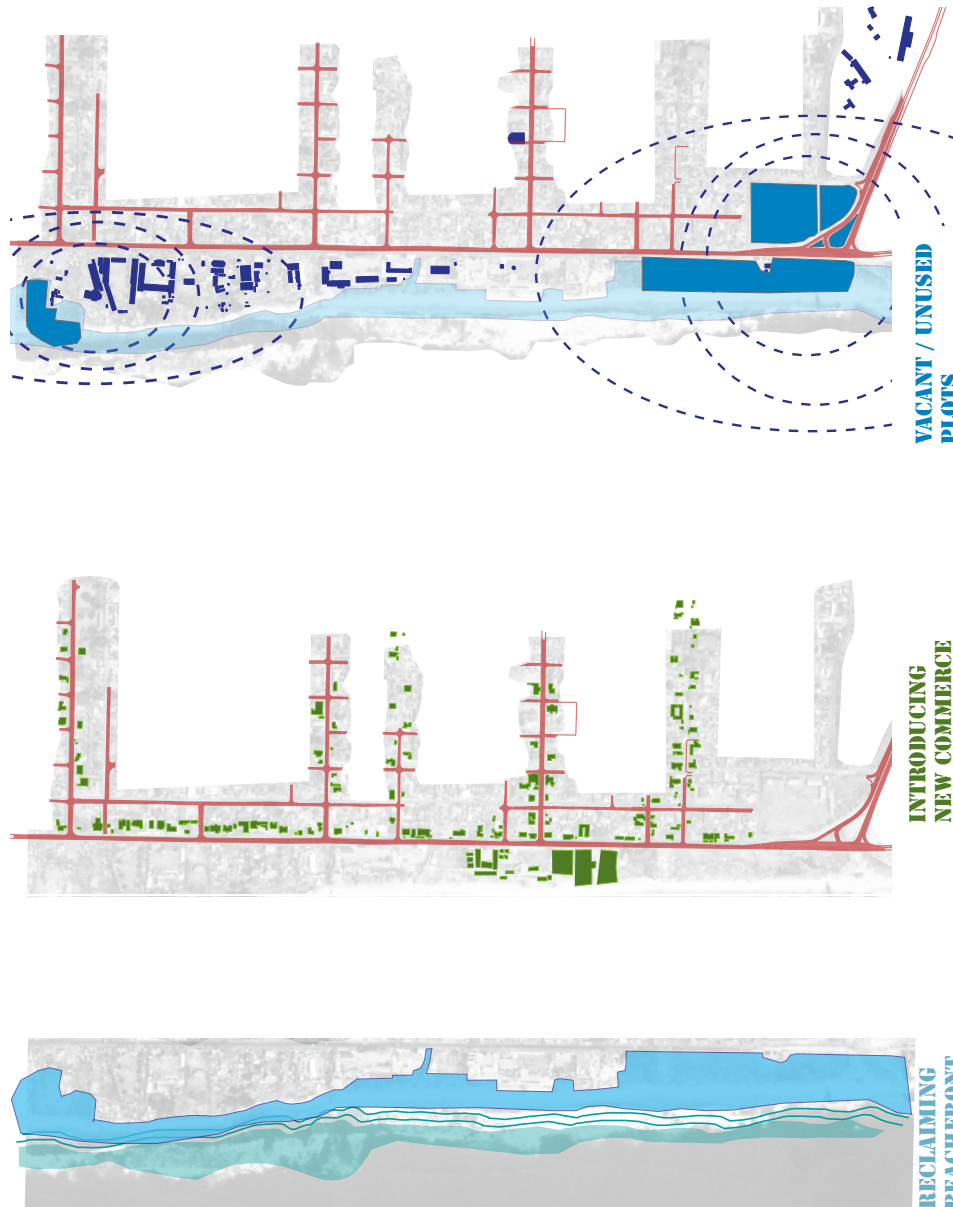 VACANT / UNUSED
PLOTS
INTRODUCING
NEW COMMERCE
RECLAIMING
BEACHFRONT